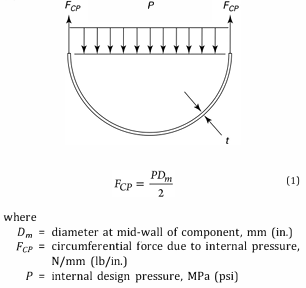 F_CP P F_CP
t
F_CP = PD_m / 2 (1)
where
D_m = diameter at mid-wall of component, mm (in.)
F_CP = circumferential force due to internal pressure,
N/mm (lb/in.)
P = internal design pressure, MPa (psi)